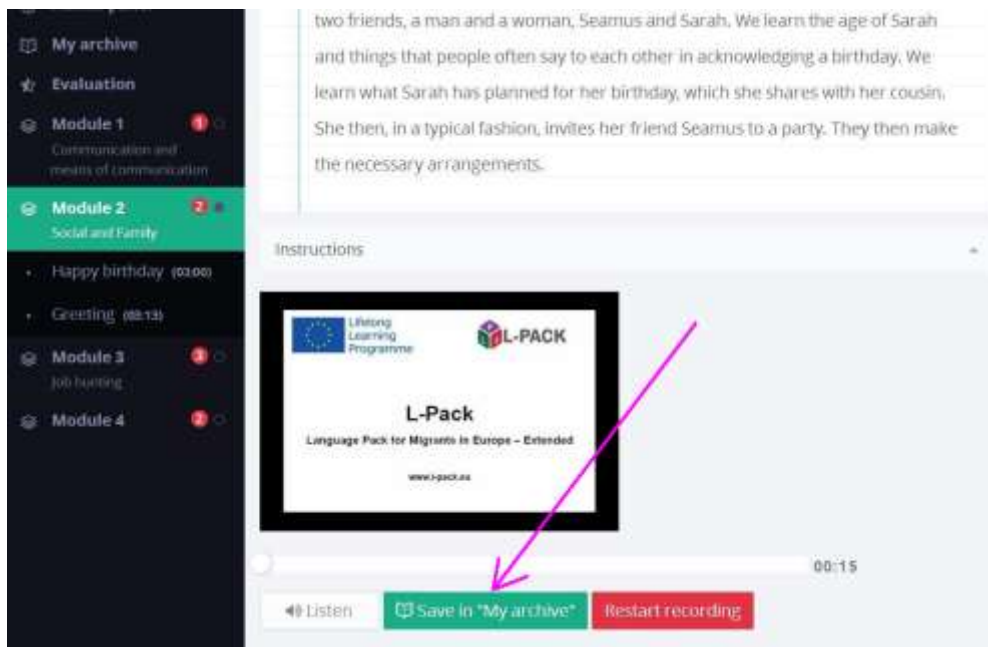 My archive
Evaluation
Module 1 1
Communication and
means of communication
Module 2 2
Social and Family
Happy birthday (03:00)
Greeting (03:13)
Module 3 3
Job hunting
Module 4 2
two friends, a man and a woman, Seamus and Sarah. We learn the age of Sarah
and things that people often say to each other in acknowledging a birthday. We
learn what Sarah has planned for her birthday, which she shares with her cousin.
She then, in a typical fashion, invites her friend Seamus to a party. They then make
the necessary arrangements.
Instructions
Lifelong
Learning
Programme
L-PACK
L-Pack
Language Pack for Migrants in Europe – Extended
www.l-pack.eu
00:15
Listen
Save in "My archive"
Restart recording